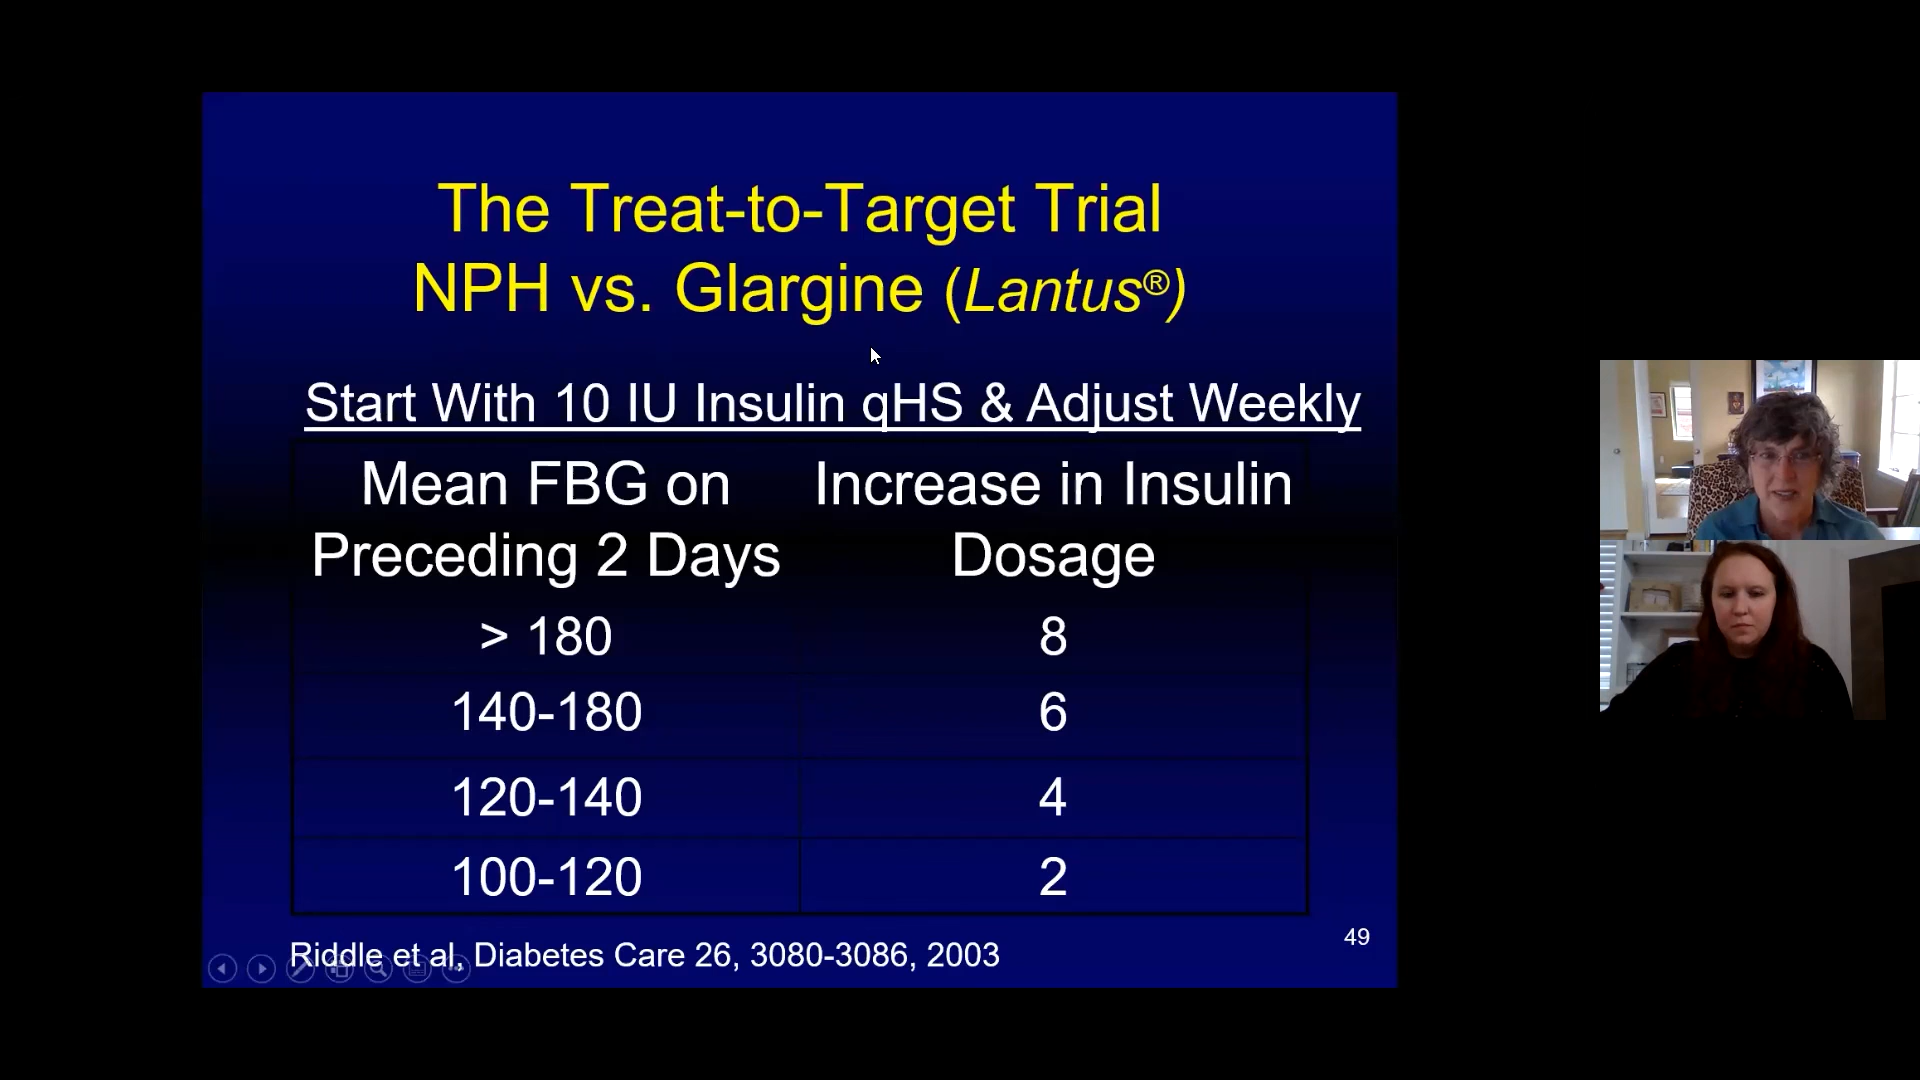 The Treat-to-Target Trial
NPH vs. Glargine (Lantus®)
Start With 10 IU Insulin qHS & Adjust Weekly
Mean FBG on Preceding 2 Days
Increase in Insulin Dosage
> 180 8
140-180 6
120-140 4
100-120 2
Riddle et al, Diabetes Care 26, 3080-3086, 2003
49